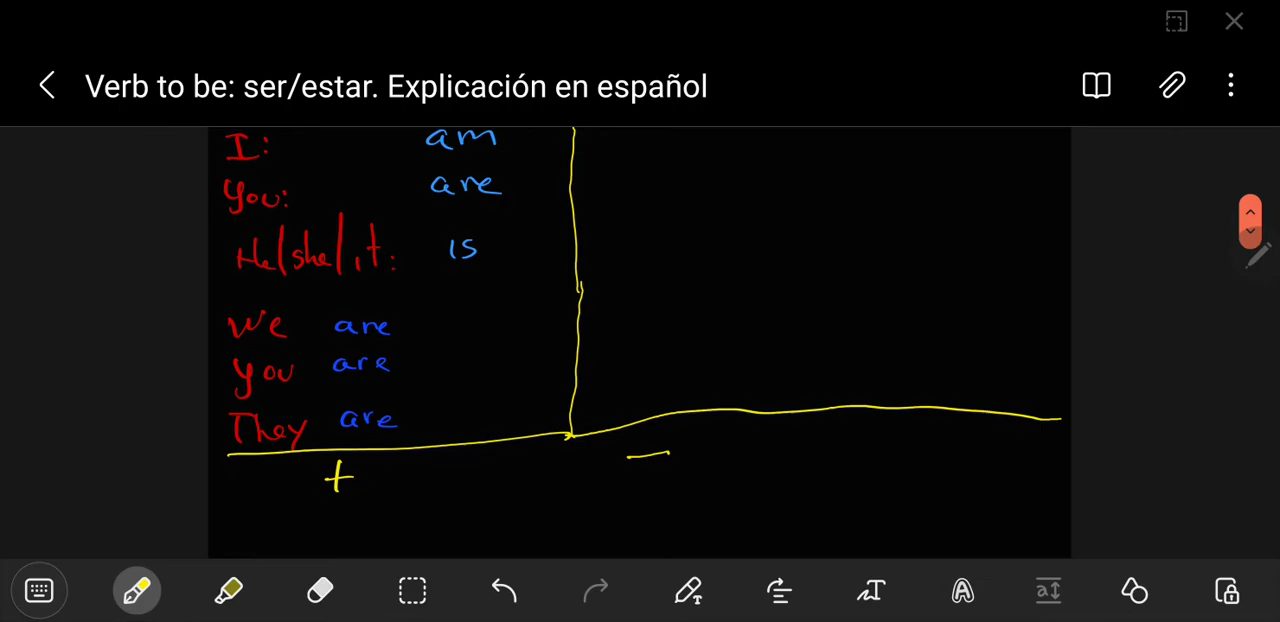 Verb to be: ser/estar. Explicación en español
I: am
You: are
He/she/it: is
We are
You are
They are
+ −